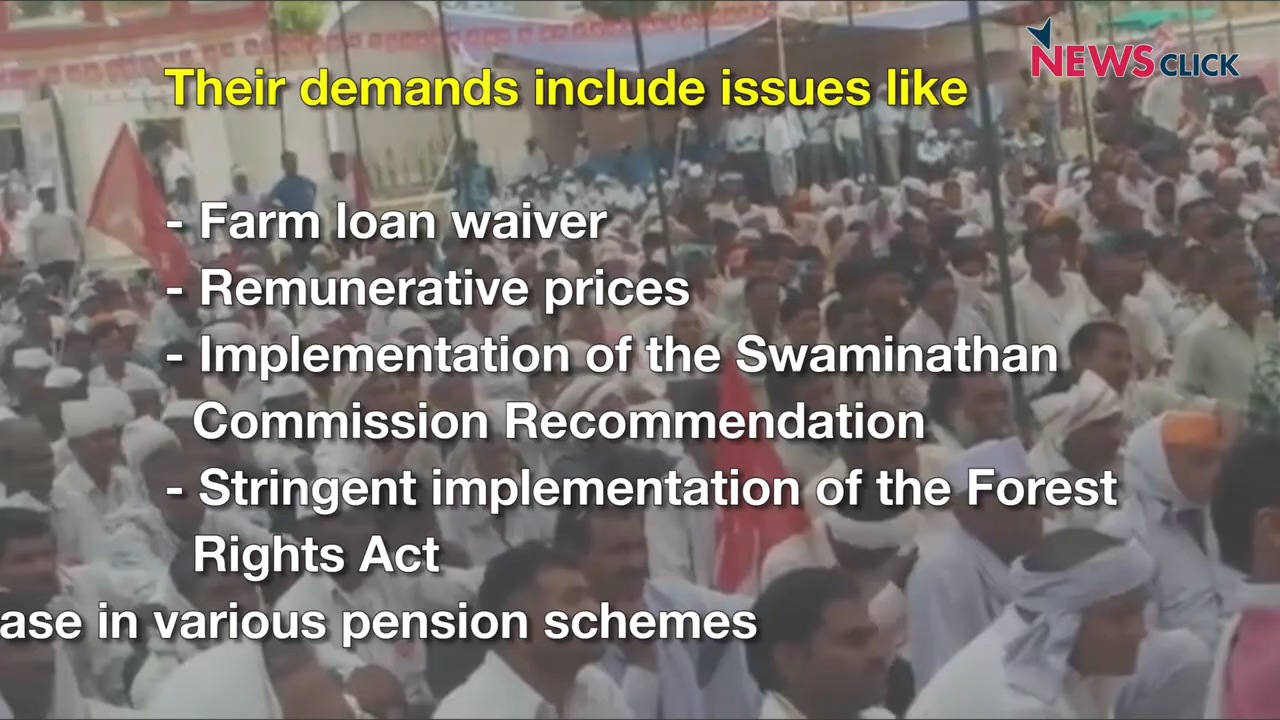 NEWSCLICK
Their demands include issues like
- Farm loan waiver
- Remunerative prices
- Implementation of the Swaminathan
Commission Recommendation
- Stringent implementation of the Forest
Rights Act
ase in various pension schemes